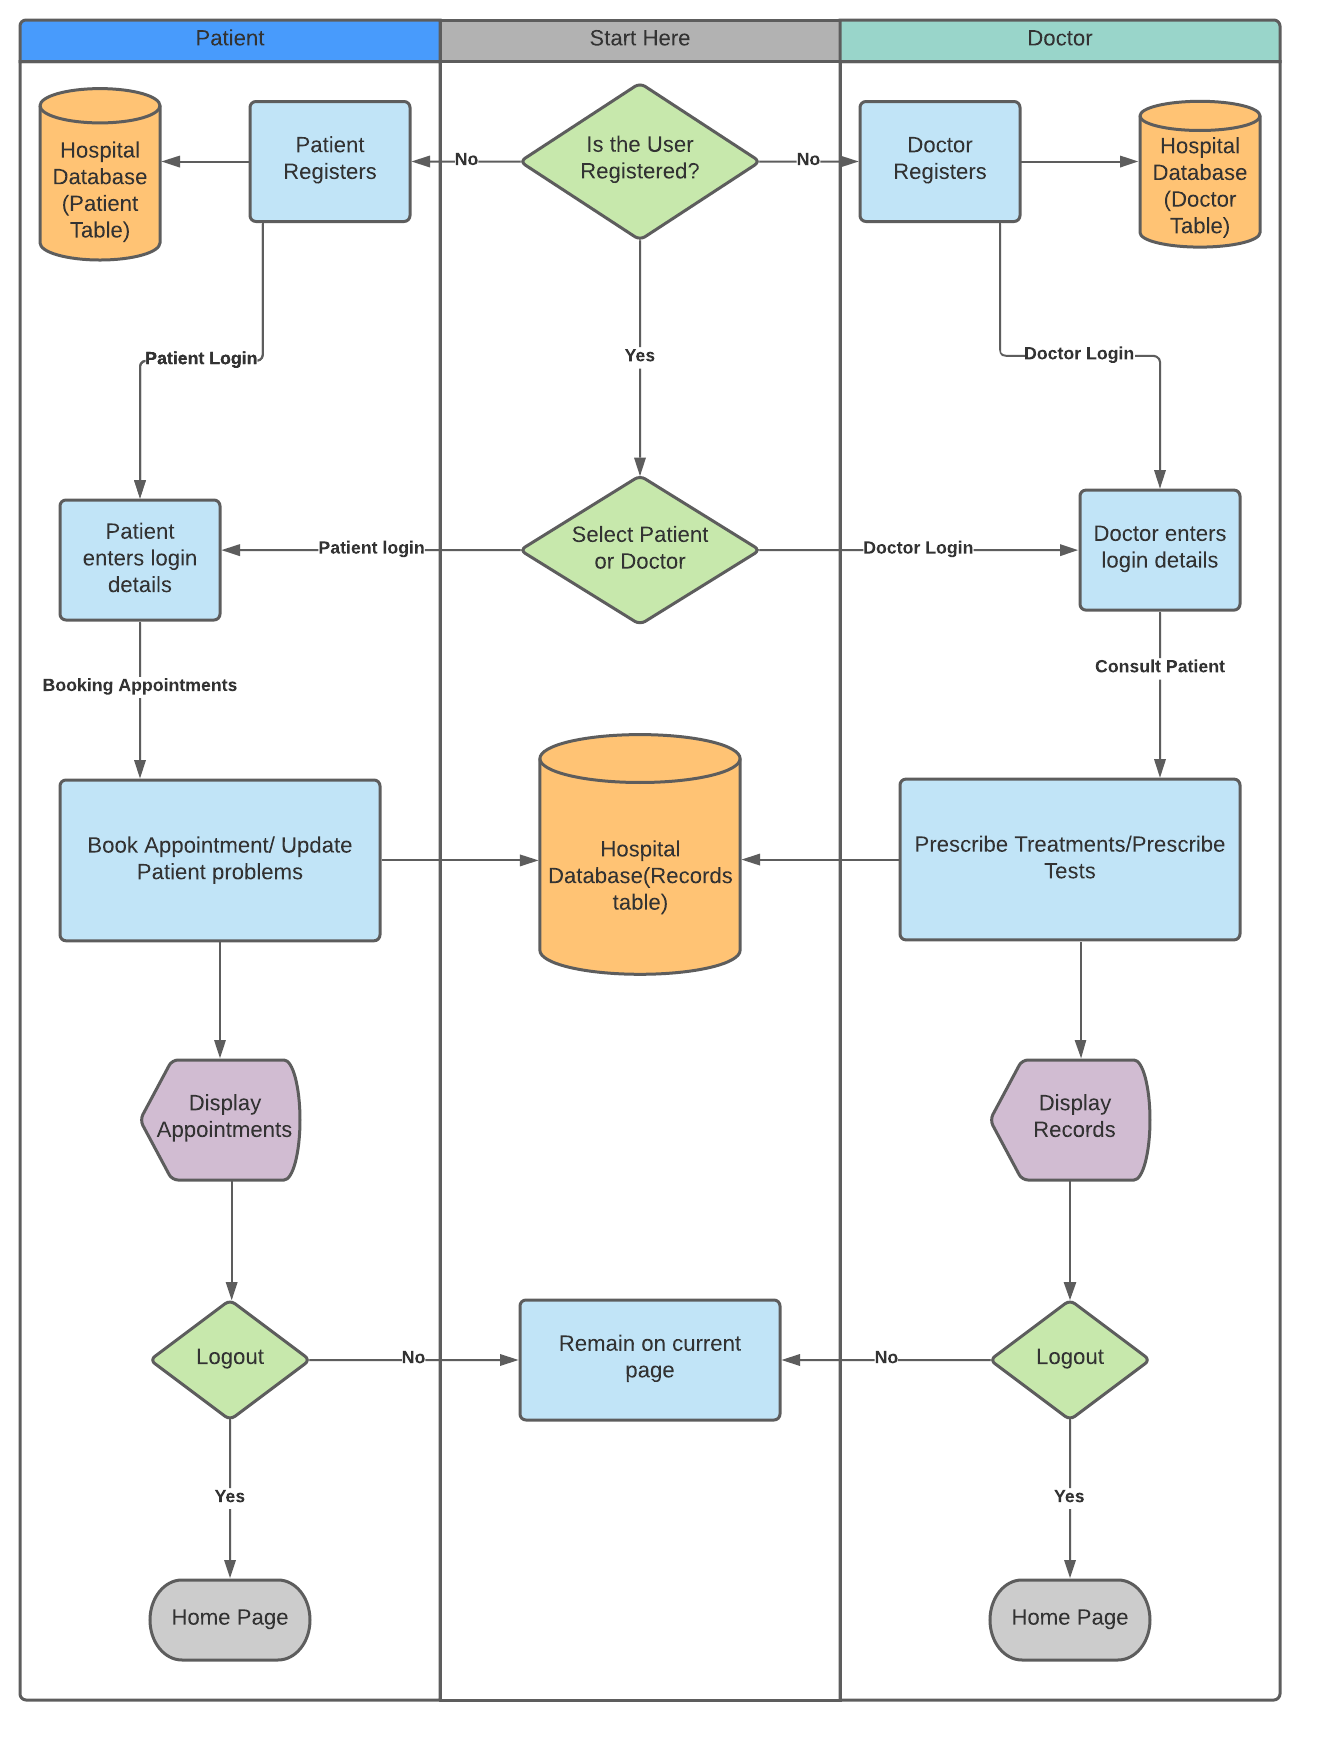 Patient
Start Here
Doctor
Hospital
Database
(Patient
Table)
Patient
Registers
No
Is the User
Registered?
No
Doctor
Registers
Hospital
Database
(Doctor
Table)
Patient Login
Yes
Doctor Login
Patient
enters login
details
Patient login
Select Patient
or Doctor
Doctor Login
Doctor enters
login details
Booking Appointments
Consult Patient
Book Appointment/ Update
Patient problems
Hospital
Database(Records
table)
Prescribe Treatments/Prescribe
Tests
Display
Appointments
Display
Records
Logout
No
Remain on current
page
No
Logout
Yes
Yes
Home Page
Home Page